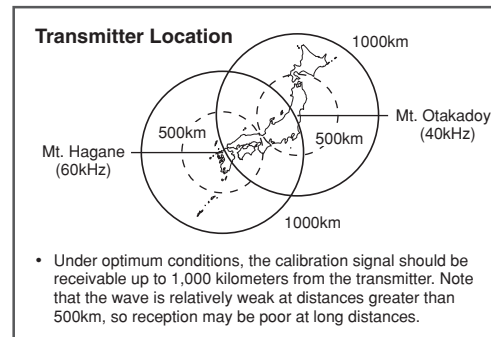 Transmitter Location
1000km
500km
Mt. Otakadoy
(40kHz)
500km
Mt. Hagane
(60kHz)
1000km
• Under optimum conditions, the calibration signal should be
receivable up to 1,000 kilometers from the transmitter. Note
that the wave is relatively weak at distances greater than
500km, so reception may be poor at long distances.